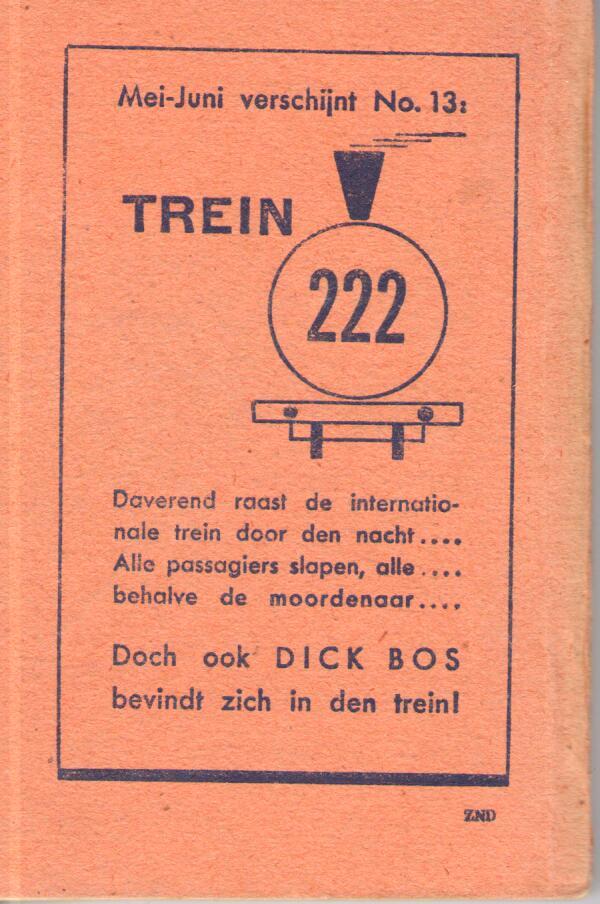 Mei-Juni verschijnt No. 13:
TREIN
222
Daverend raast de internatio-
nale trein door den nacht....
Alle passagiers slapen, alle....
behalve de moordenaar....
Doch ook DICK BOS
bevindt zich in den trein!
ZND